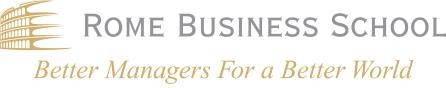 ROME BUSINESS SCHOOL
Better Managers For a Better World